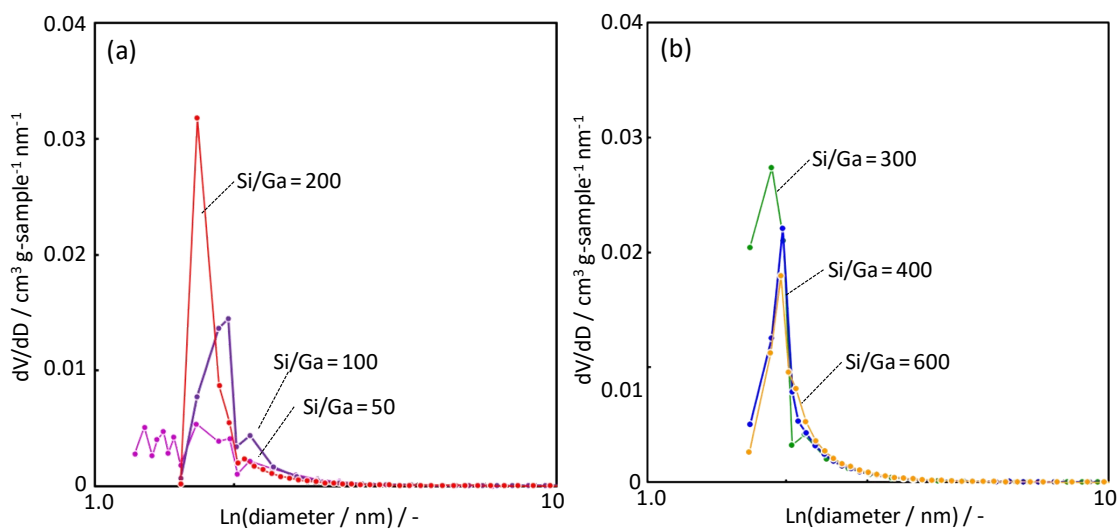 (a)
0.04
0.03
0.02
0.01
0
dV/dD / cm³ g-sample⁻¹ nm⁻¹
Si/Ga = 200
Si/Ga = 100
Si/Ga = 50
1.0
10
Ln(diameter / nm) / -
(b)
0.04
0.03
0.02
0.01
0
dV/dD / cm³ g-sample⁻¹ nm⁻¹
Si/Ga = 300
Si/Ga = 400
Si/Ga = 600
1.0
10
Ln(diameter / nm) / -